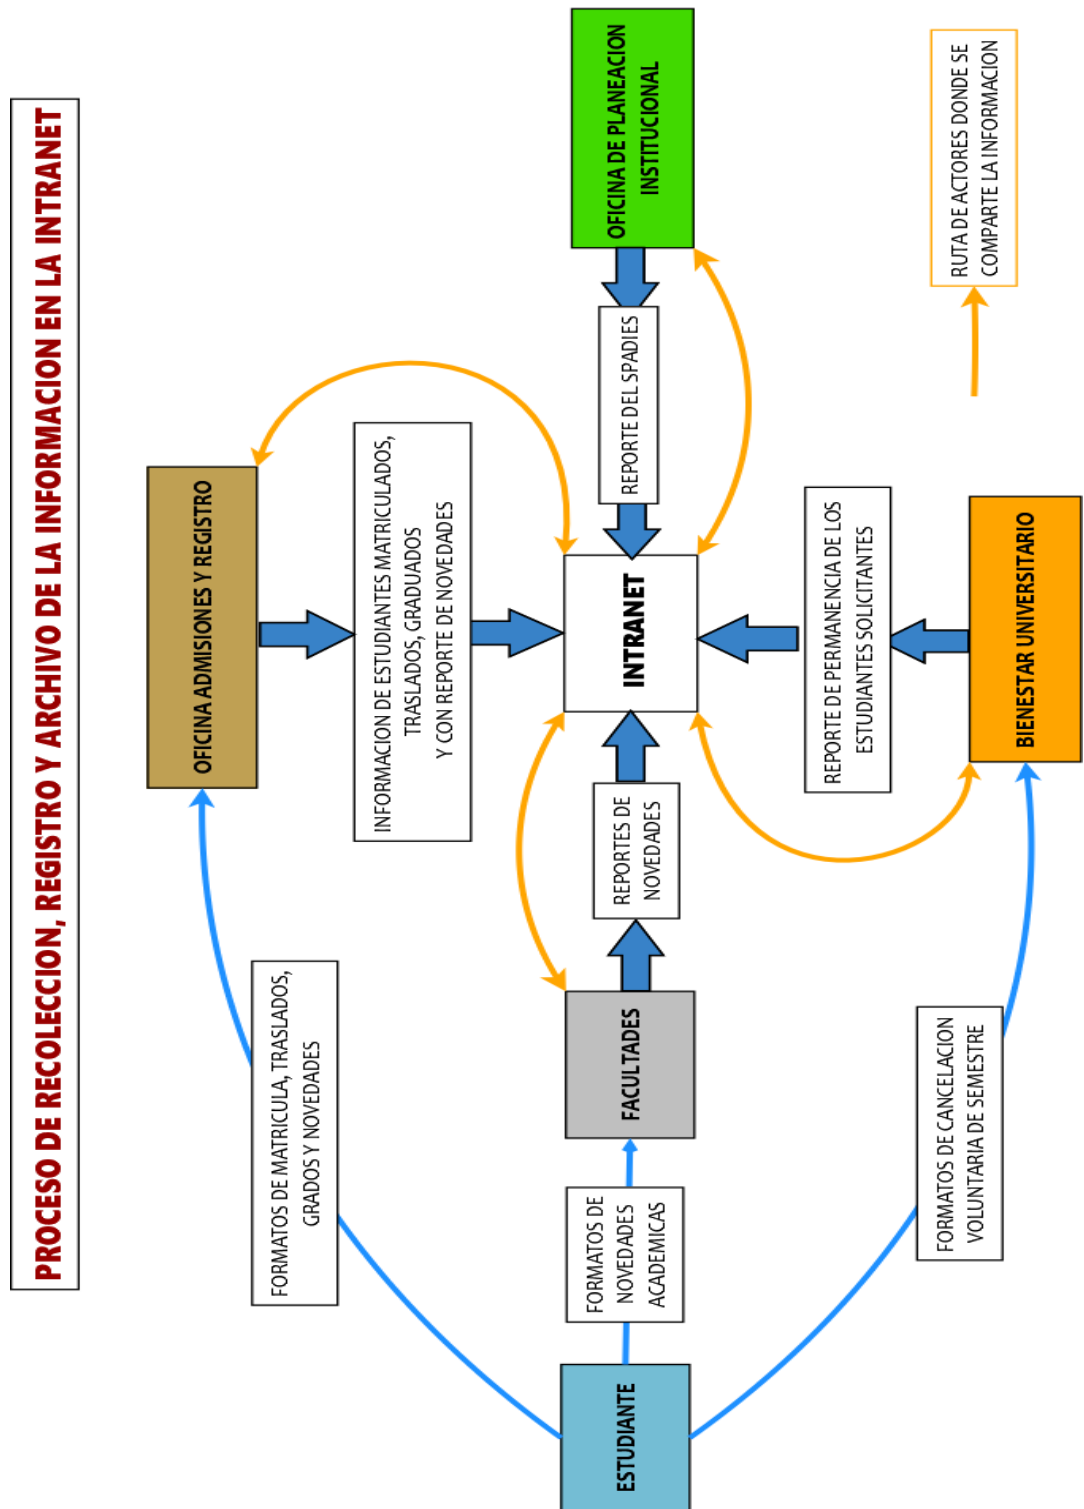 PROCESO DE RECOLECCION, REGISTRO Y ARCHIVO DE LA INFORMACION EN LA INTRANET
OFICINA ADMISIONES Y REGISTRO
FORMATOS DE MATRICULA, TRASLADOS,
GRADOS Y NOVEDADES
INFORMACION DE ESTUDIANTES MATRICULADOS,
TRASLADOS, GRADUADOS
Y CON REPORTE DE NOVEDADES
ESTUDIANTE
FORMATOS DE
NOVEDADES
ACADEMICAS
FACULTADES
REPORTES DE
NOVEDADES
INTRANET
REPORTE DEL SPADIES
OFICINA DE PLANEACION
INSTITUCIONAL
REPORTE DE PERMANENCIA DE LOS
ESTUDIANTES SOLICITANTES
FORMATOS DE CANCELACION
VOLUNTARIA DE SEMESTRE
BIENESTAR UNIVERSITARIO
RUTA DE ACTORES DONDE SE
COMPARTE LA INFORMACION